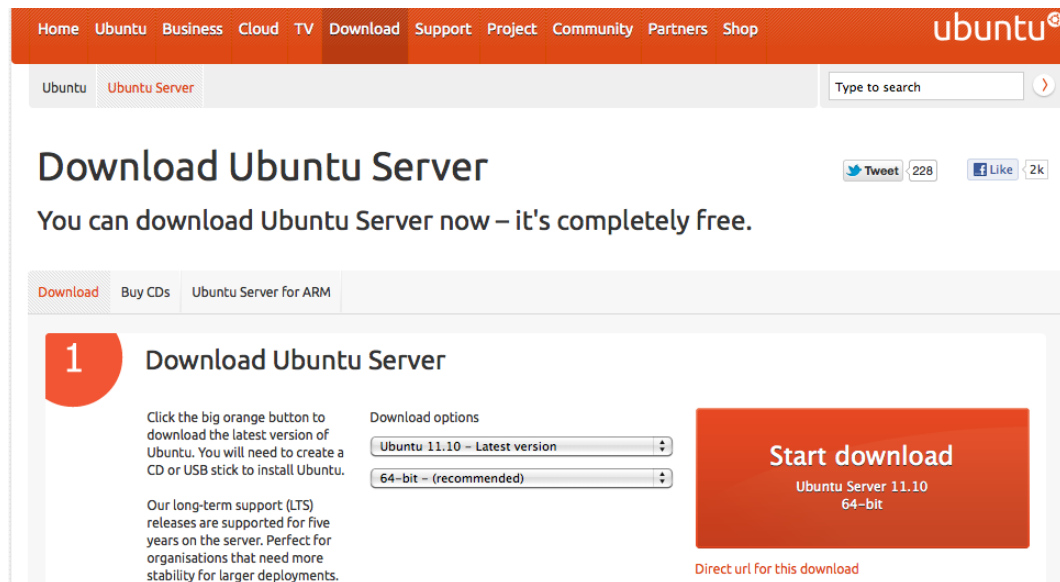 Home Ubuntu Business Cloud TV Download Support Project Community Partners Shop
ubuntu
Ubuntu Ubuntu Server
Type to search
Download Ubuntu Server
Tweet 228
Like 2k
You can download Ubuntu Server now – it's completely free.
Download Buy CDs Ubuntu Server for ARM
1
Download Ubuntu Server
Click the big orange button to
download the latest version of
Ubuntu. You will need to create a
CD or USB stick to install Ubuntu.
Our long-term support (LTS)
releases are supported for five
years on the server. Perfect for
organisations that need more
stability for larger deployments.
Download options
Ubuntu 11.10 – Latest version
64-bit – (recommended)
Start download
Ubuntu Server 11.10
64-bit
Direct url for this download